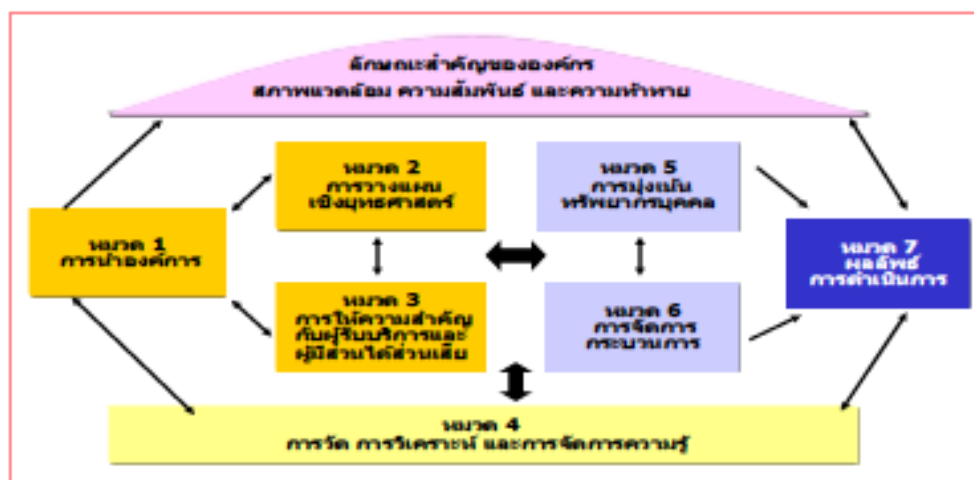 ลักษณะสำคัญขององค์กร
สภาพแวดล้อม ความสัมพันธ์ และความท้าทาย
หมวด 1
การนำองค์การ
หมวด 2
การวางแผน
เชิงยุทธศาสตร์
หมวด 3
การให้ความสำคัญ
กับผู้รับบริการและ
ผู้มีส่วนได้ส่วนเสีย
หมวด 5
การมุ่งเน้น
ทรัพยากรบุคคล
หมวด 6
การจัดการ
กระบวนการ
หมวด 7
ผลลัพธ์
การดำเนินการ
หมวด 4
การวัด การวิเคราะห์ และการจัดการความรู้